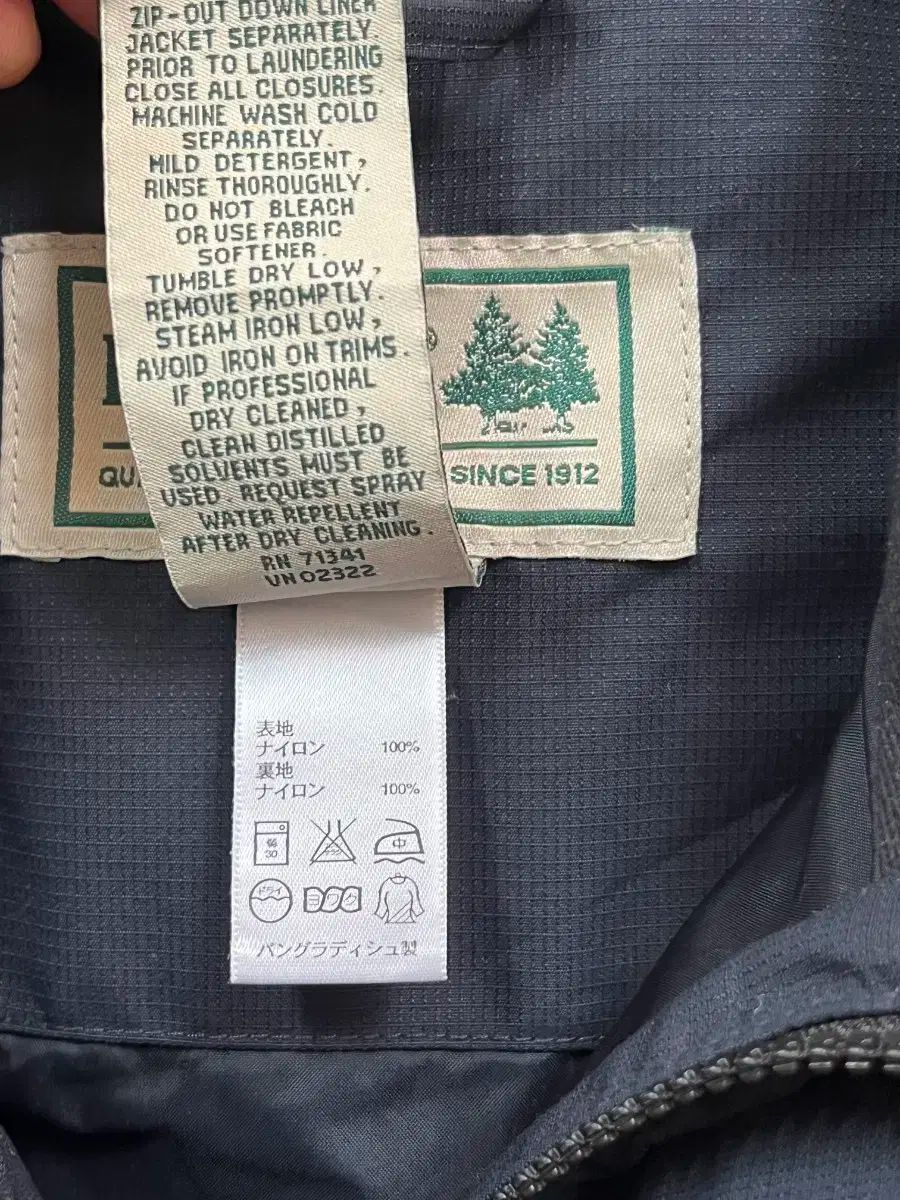 ZIP-OUT DOWN LINER
JACKET SEPARATELY
PRIOR TO LAUNDERING
CLOSE ALL CLOSURES.
MACHINE WASH COLD
SEPARATELY.
MILD DETERGENT,
RINSE THOROUGHLY.
DO NOT BLEACH
OR USE FABRIC
SOFTENER.
TUMBLE DRY LOW,
REMOVE PROMPTLY.
STEAM IRON LOW,
AVOID IRON ON TRIMS.
IF PROFESSIONAL
DRY CLEANED,
CLEAN DISTILLED
SOLVENTS MUST BE
USED. REQUEST SPRAY
WATER REPELLENT
AFTER DRY CLEANING.
RN 71341
VN 02322
®
SINCE 1912
表地
ナイロン 100%
裏地
ナイロン 100%
30
中
ドライ
ヨワク
バングラディシュ製